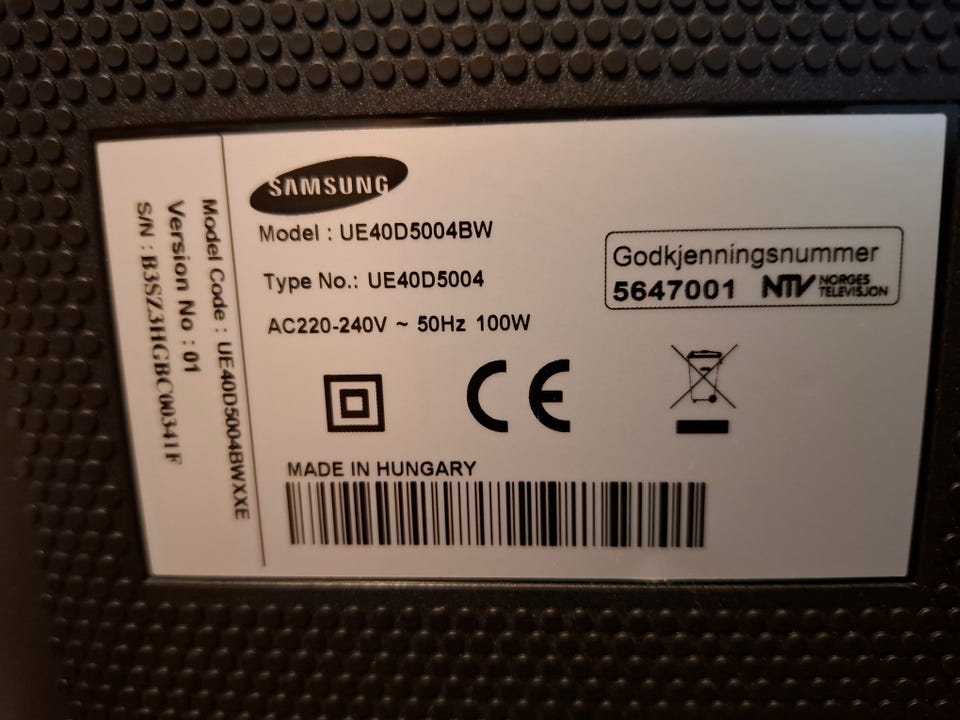 SAMSUNG
Model : UE40D5004BW
Type No.: UE40D5004
AC220-240V ~ 50Hz 100W
Godkjenningsnummer
5647001 NTV NORGES
TELEVISJON
CE
MADE IN HUNGARY
Model Code : UE40D5004BWXXE
Version No : 01
S/N : B3SZ3HGBC00341F